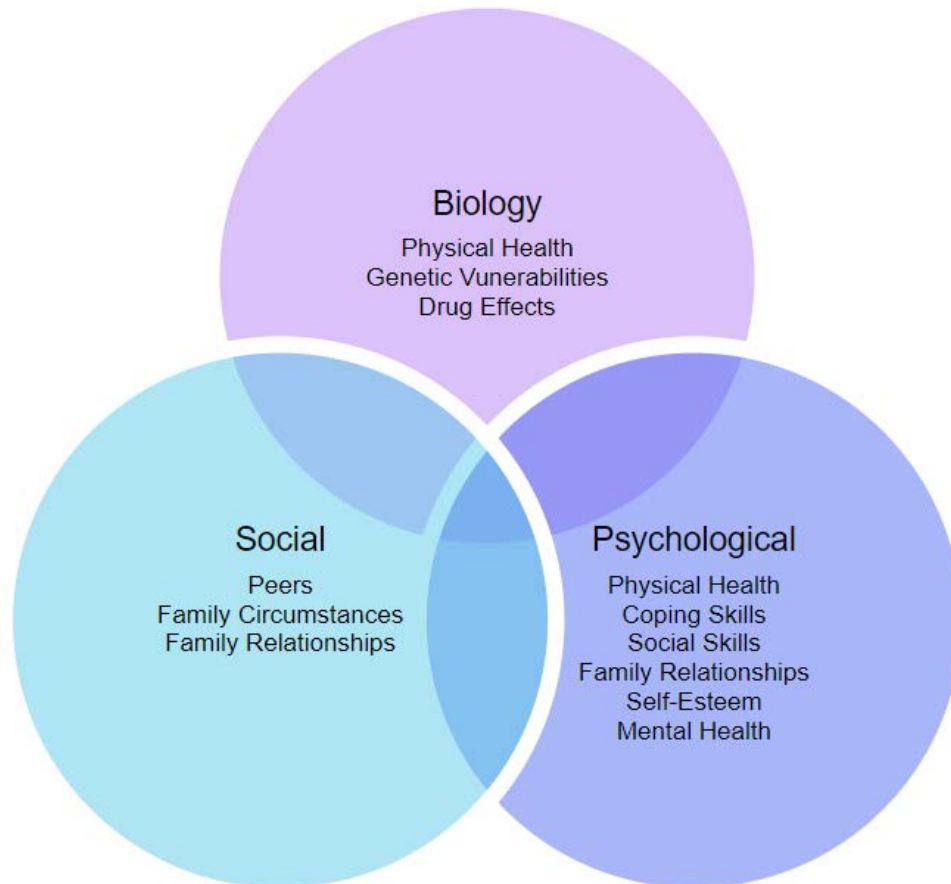 Biology
Physical Health
Genetic Vunerabilities
Drug Effects
Social
Peers
Family Circumstances
Family Relationships
Psychological
Physical Health
Coping Skills
Social Skills
Family Relationships
Self-Esteem
Mental Health